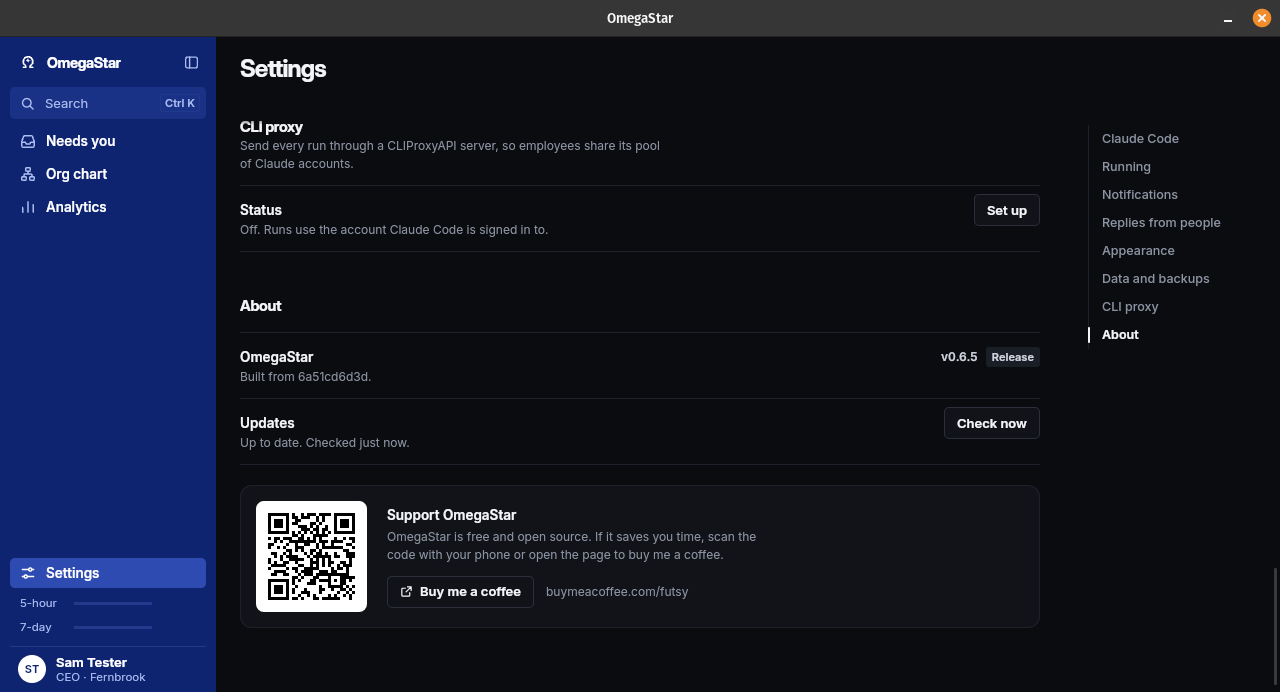 OmegaStar
OmegaStar
Search
Ctrl K
Needs you
Org chart
Analytics
Settings
5-hour
7-day
ST
Sam Tester
CEO · Fernbrook
Settings
CLI proxy
Send every run through a CLIProxyAPI server, so employees share its pool
of Claude accounts.
Status
Off. Runs use the account Claude Code is signed in to.
Set up
About
OmegaStar
Built from 6a51cd6d3d.
v0.6.5
Release
Updates
Up to date. Checked just now.
Check now
Support OmegaStar
OmegaStar is free and open source. If it saves you time, scan the
code with your phone or open the page to buy me a coffee.
Buy me a coffee
buymeacoffee.com/futsy
Claude Code
Running
Notifications
Replies from people
Appearance
Data and backups
CLI proxy
About